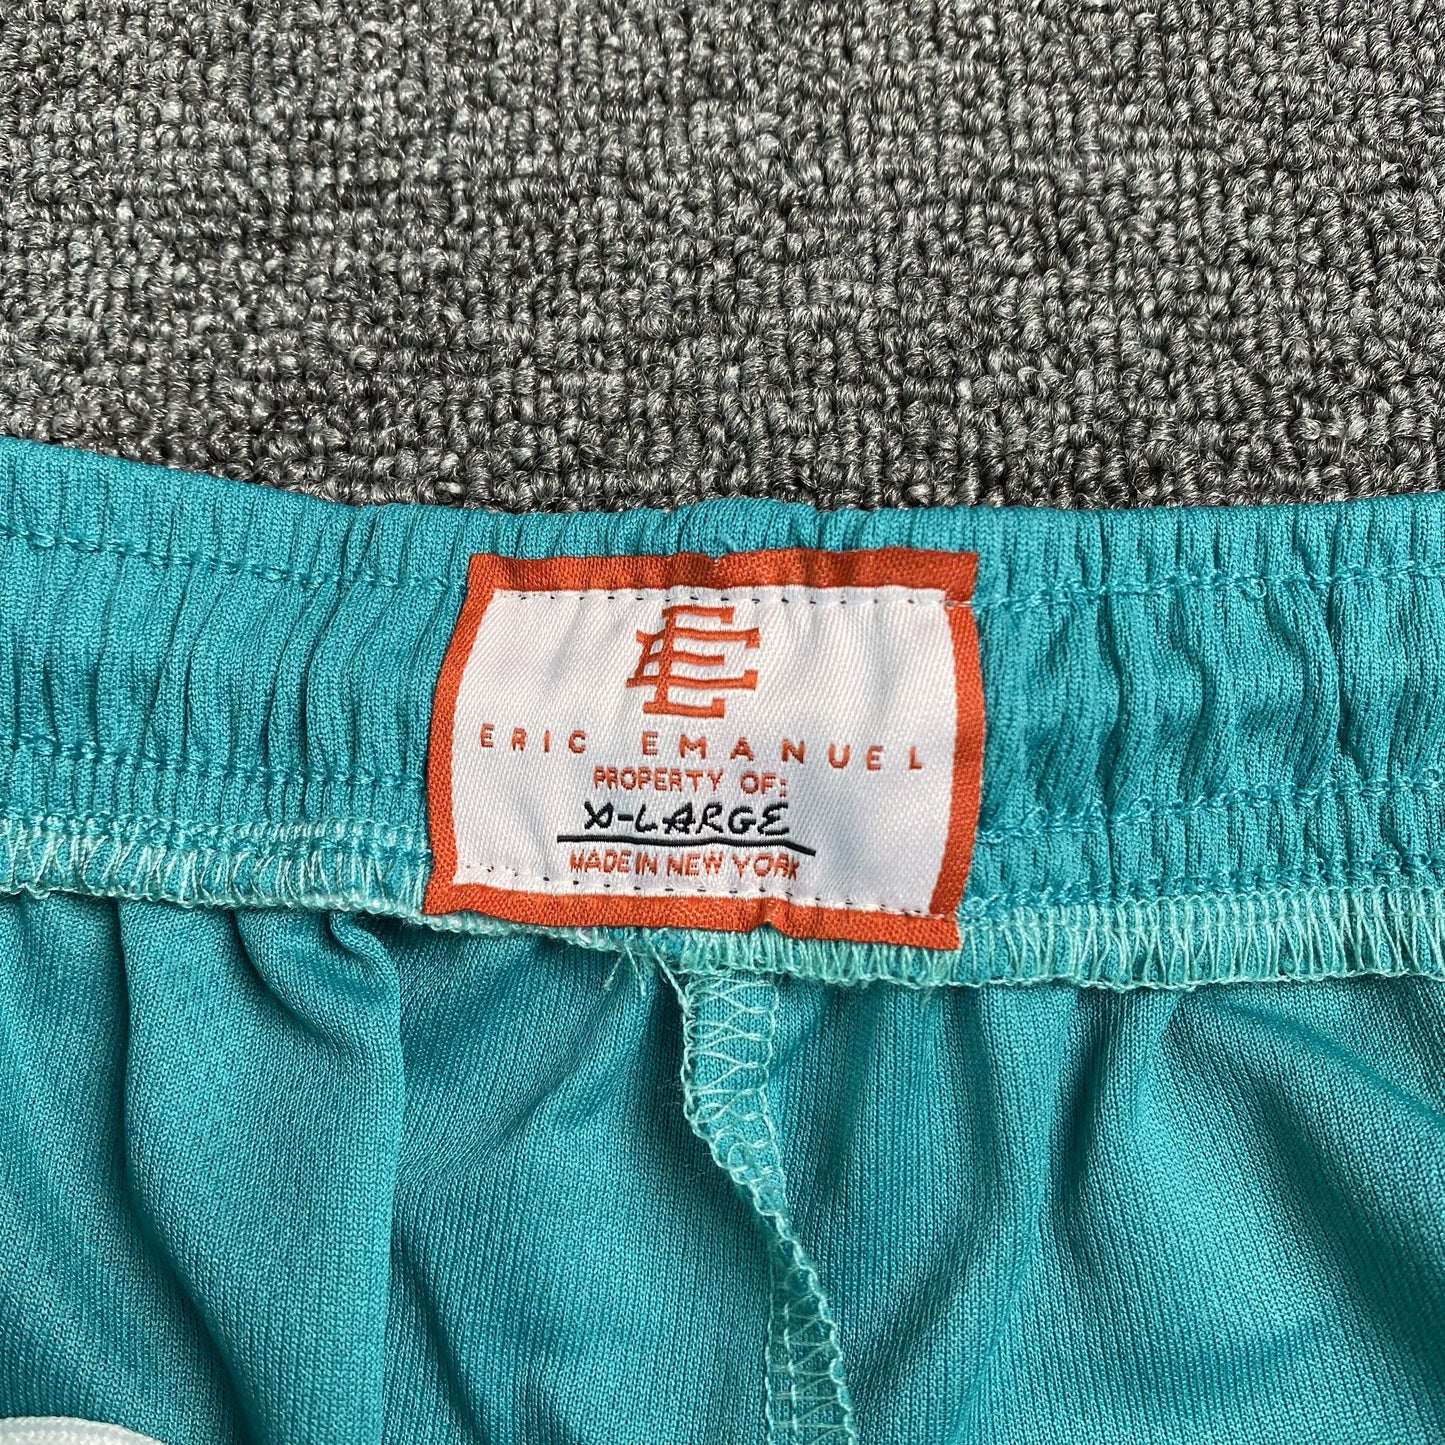 EE
ERIC EMANUEL
PROPERTY OF:
X-LARGE
MADE IN NEW YORK